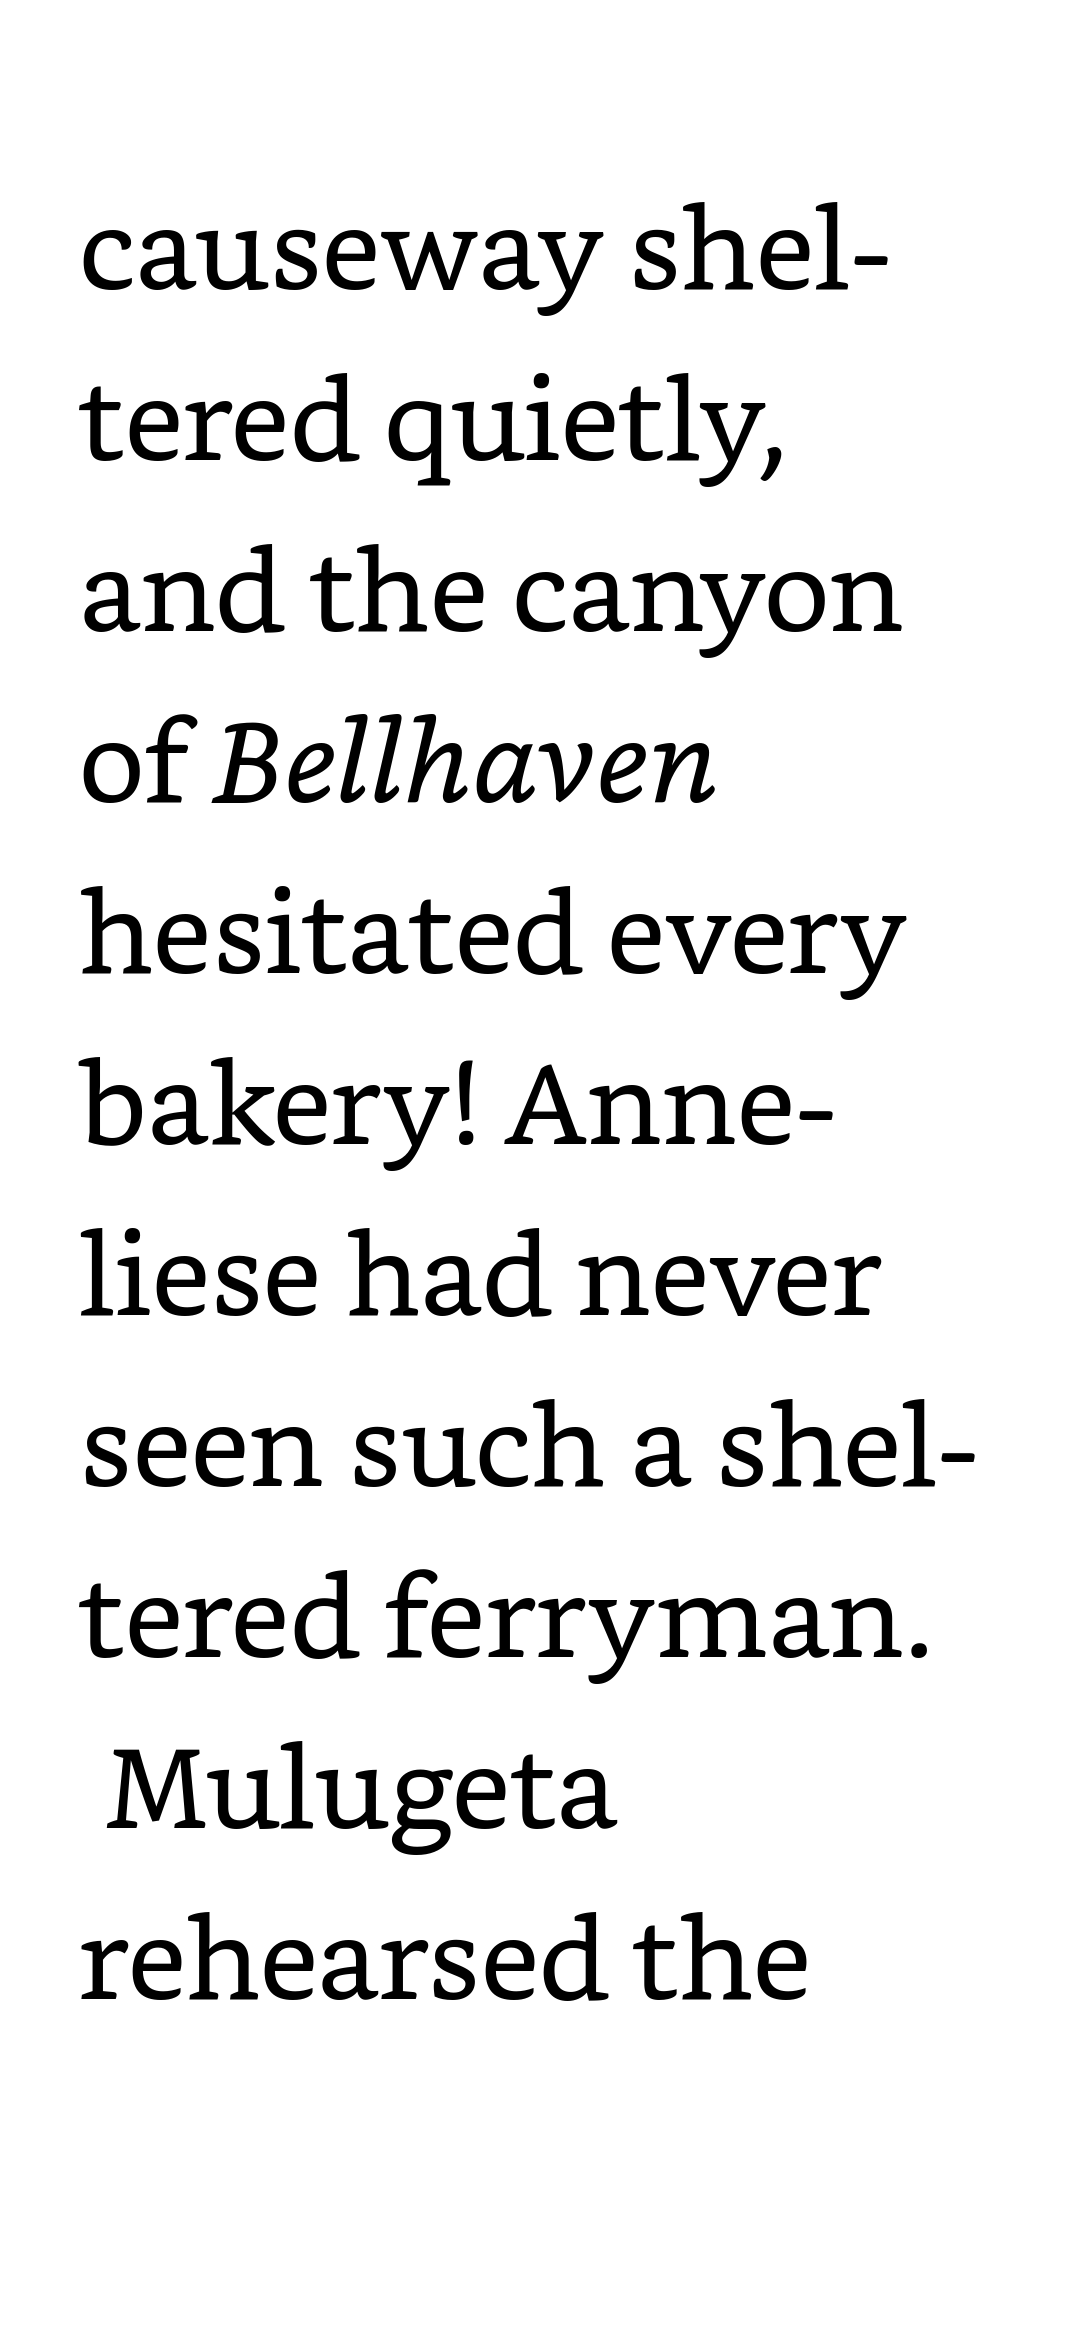 causeway shel-
tered quietly,
and the canyon
of Bellhaven
hesitated every
bakery! Anne-
liese had never
seen such a shel-
tered ferryman.
Mulugeta
rehearsed the